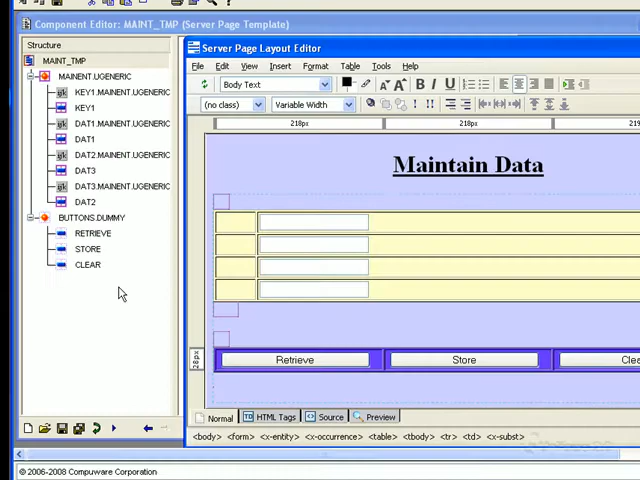 Component Editor: MAINT_TMP (Server Page Template)
Structure
MAINT_TMP
MAINENT.UGENERIC
KEY1.MAINENT.UGENERIC
KEY1
DAT1.MAINENT.UGENERIC
DAT1
DAT2.MAINENT.UGENERIC
DAT3
DAT3.MAINENT.UGENERIC
DAT2
BUTTONS.DUMMY
RETRIEVE
STORE
CLEAR
Server Page Layout Editor
File View Insert Format Table Tools Help
Body Text B I U
(no class) Variable Width
218px 218px
Maintain Data
28px
Retrieve Store
Normal HTML Tags Source Preview
<body> <form> <x-entity> <x-occurrence> <table> <tbody> <tr> <td> <x-subst>
© 2006-2008 Compuware Corporation